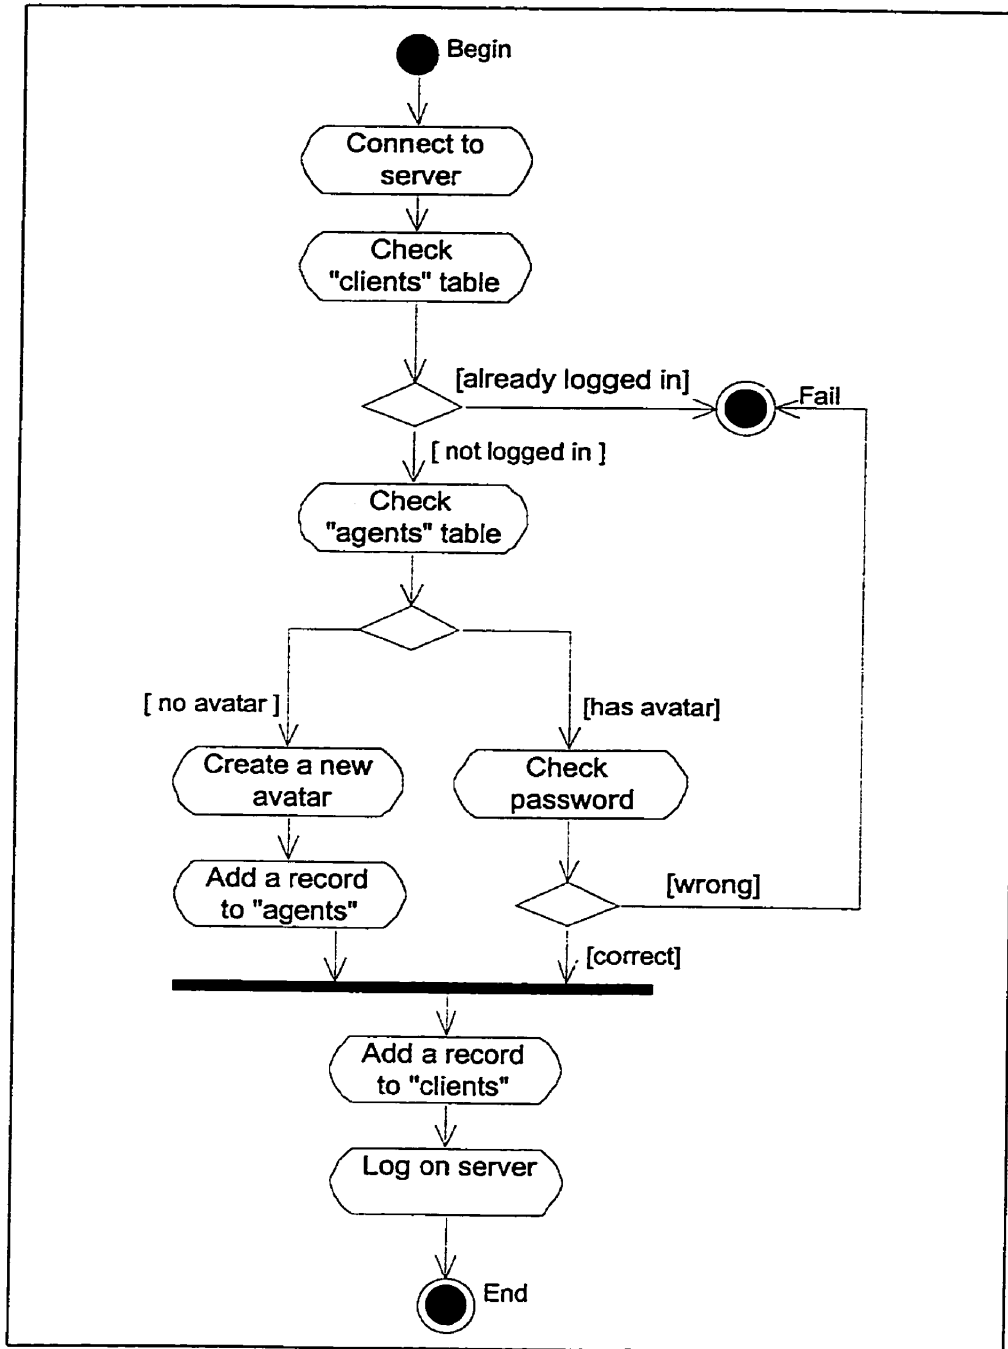 Begin
Connect to
server
Check
"clients" table
[already logged in]
Fail
[ not logged in ]
Check
"agents" table
[ no avatar ]
[has avatar]
Create a new
avatar
Check
password
Add a record
to "agents"
[wrong]
[correct]
Add a record
to "clients"
Log on server
End